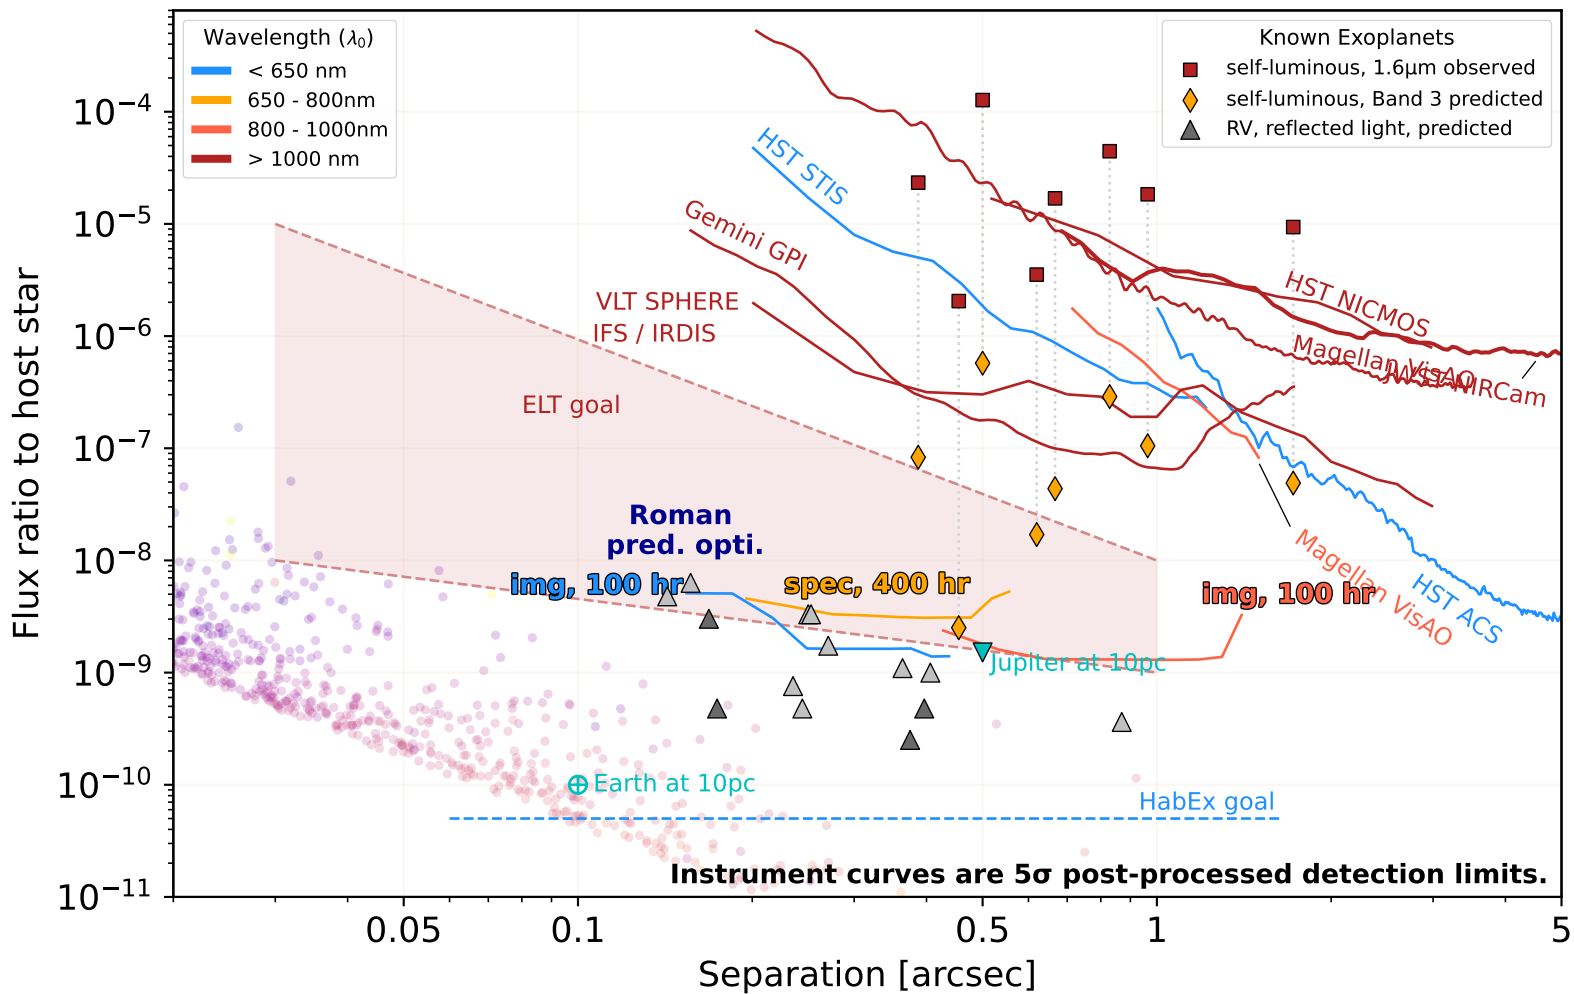 Wavelength (λ₀)
< 650 nm
650 - 800nm
800 - 1000nm
> 1000 nm
Known Exoplanets
self-luminous, 1.6μm observed
self-luminous, Band 3 predicted
RV, reflected light, predicted
Flux ratio to host star
10⁻⁴
10⁻⁵
10⁻⁶
10⁻⁷
10⁻⁸
10⁻⁹
10⁻¹⁰
10⁻¹¹
HST STIS
Gemini GPI
VLT SPHERE
IFS / IRDIS
HST NICMOS
Magellan VisAO
JWST NIRCam
ELT goal
Roman
pred. opti.
img, 100 hr
spec, 400 hr
img, 100 hr
Magellan VisAO
HST ACS
Jupiter at 10pc
Earth at 10pc
HabEx goal
Instrument curves are 5σ post-processed detection limits.
0.05
0.1
0.5
1
5
Separation [arcsec]